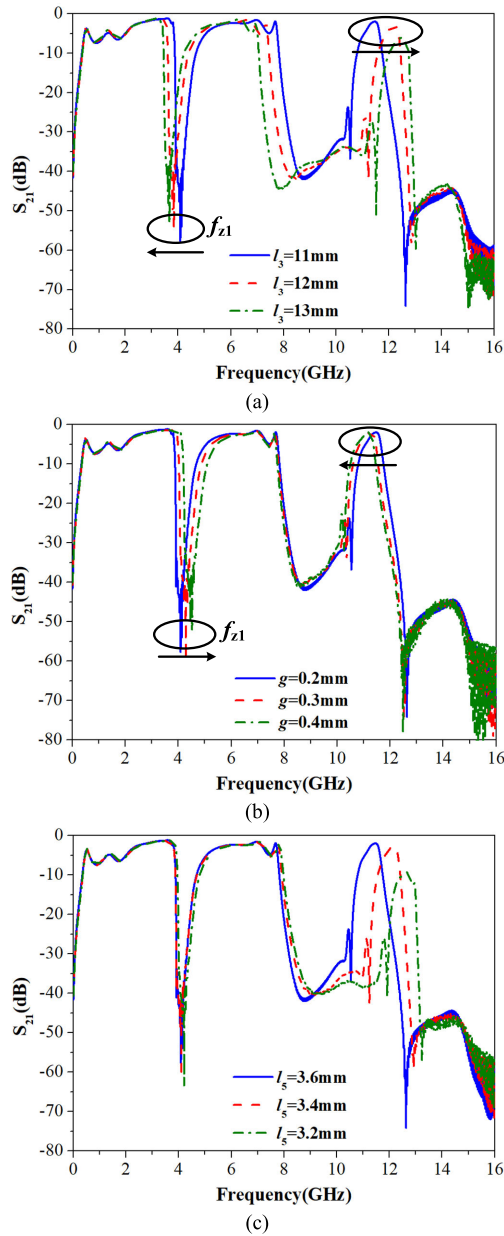 0
-10
-20
-30
-40
-50
-60
-70
-80
S21(dB)
fz1
l3=11mm
l3=12mm
l3=13mm
0 2 4 6 8 10 12 14 16
Frequency(GHz)
(a)
0
-10
-20
-30
-40
-50
-60
-70
-80
S21(dB)
fz1
g=0.2mm
g=0.3mm
g=0.4mm
0 2 4 6 8 10 12 14 16
Frequency(GHz)
(b)
0
-10
-20
-30
-40
-50
-60
-70
-80
S21(dB)
l5=3.6mm
l5=3.4mm
l5=3.2mm
0 2 4 6 8 10 12 14 16
Frequency(GHz)
(c)